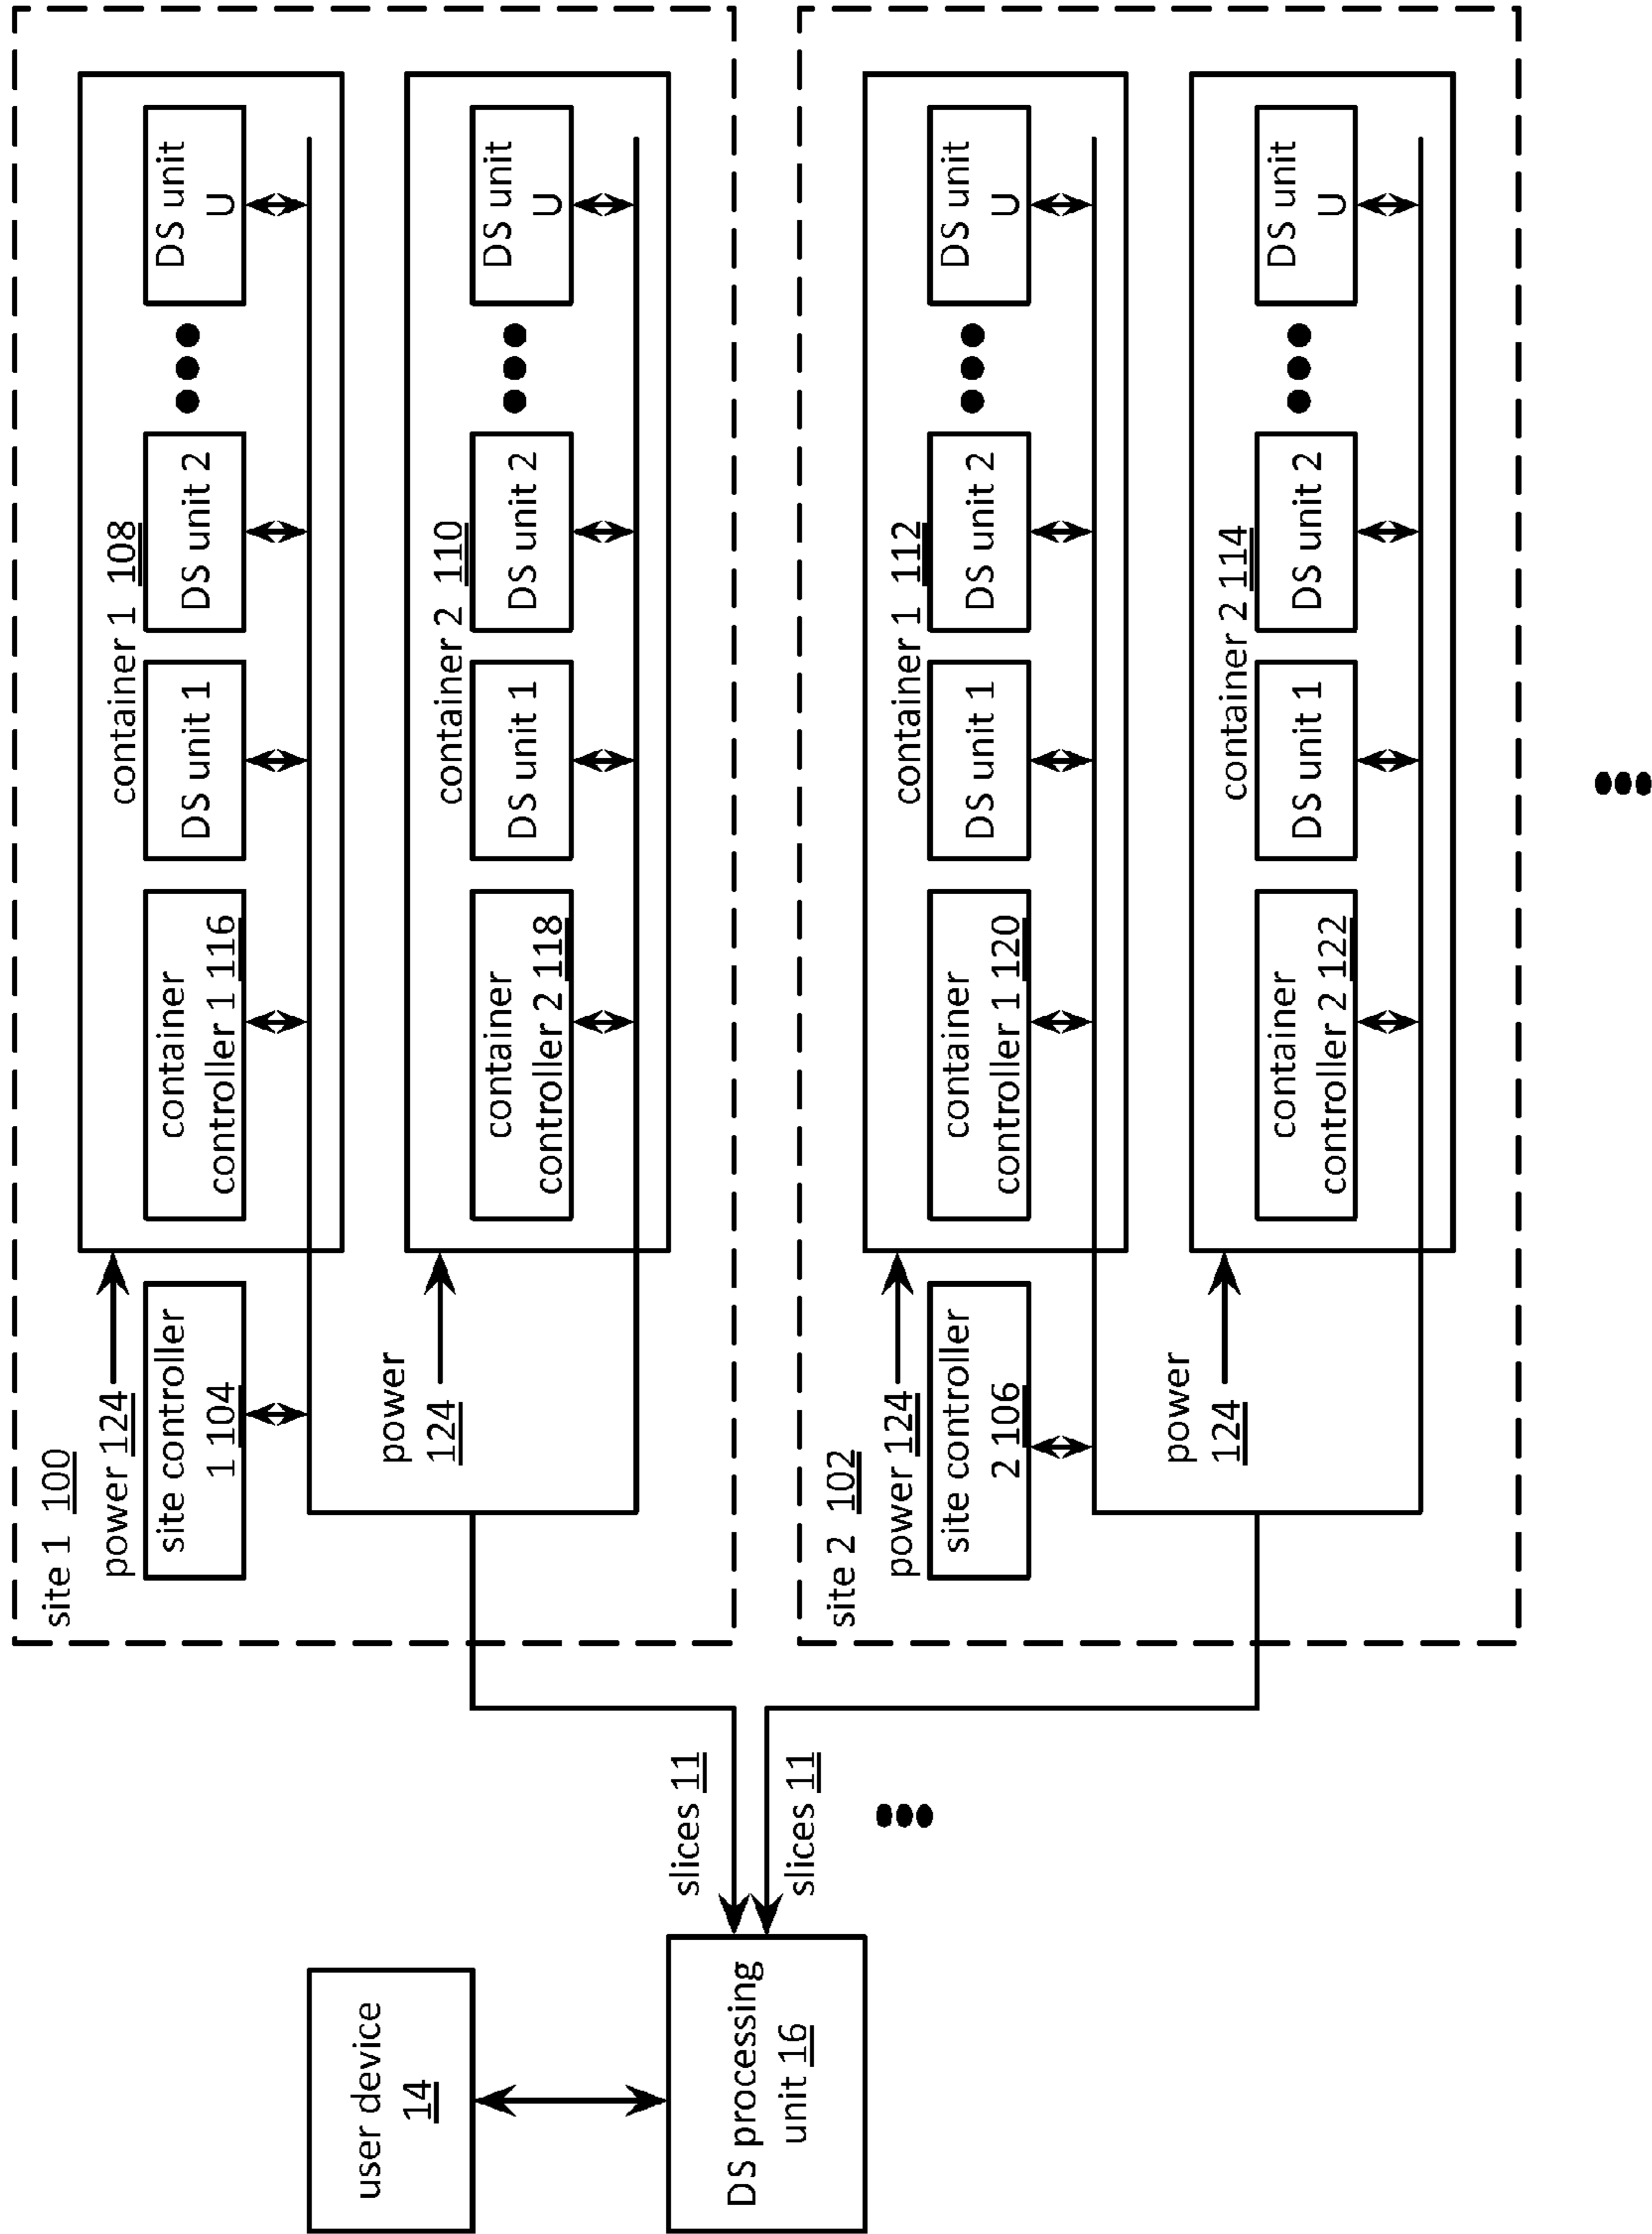 user device
14
DS processing
unit 16
slices 11
slices 11
site 1 100
power 124
site controller
1 104
power
124
container 1 108
container
controller 1 116
DS unit 1
DS unit 2
DS unit
U
container 2 110
container
controller 2 118
DS unit 1
DS unit 2
DS unit
U
site 2 102
power 124
site controller
2 106
power
124
container 1 112
container
controller 1 120
DS unit 1
DS unit 2
DS unit
U
container 2 114
container
controller 2 122
DS unit 1
DS unit 2
DS unit
U